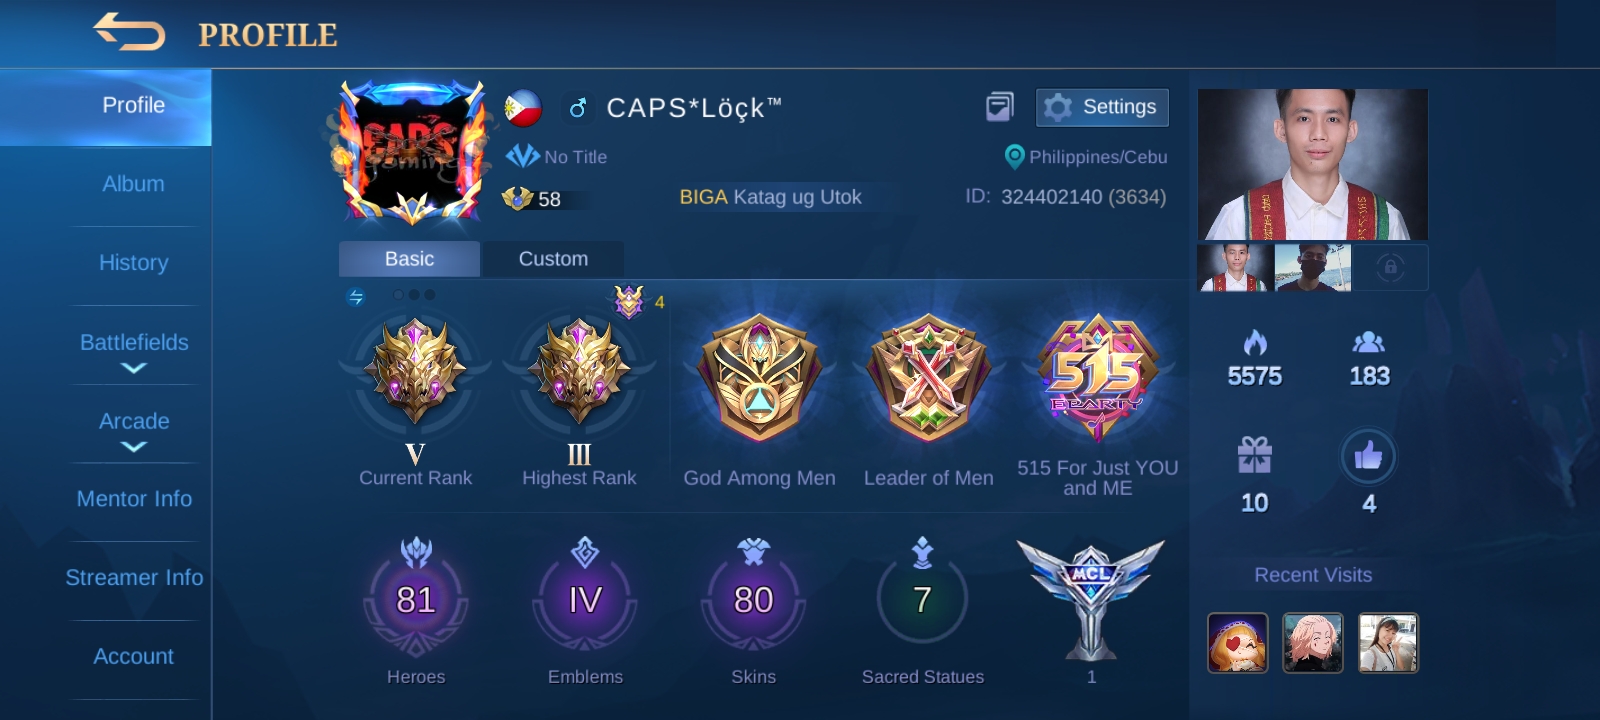 PROFILE
Profile
Album
History
Battlefields
Arcade
Mentor Info
Streamer Info
Account
CAPS
Gaming
CAPS*Löçk™
Settings
No Title
Philippines/Cebu
58
BIGA Katag ug Utok
ID: 324402140 (3634)
Basic
Custom
4
V
Current Rank
III
Highest Rank
God Among Men
Leader of Men
515
EPARTY
515 For Just YOU
and ME
81
Heroes
IV
Emblems
80
Skins
7
Sacred Statues
MCL
1
5575
183
10
4
Recent Visits